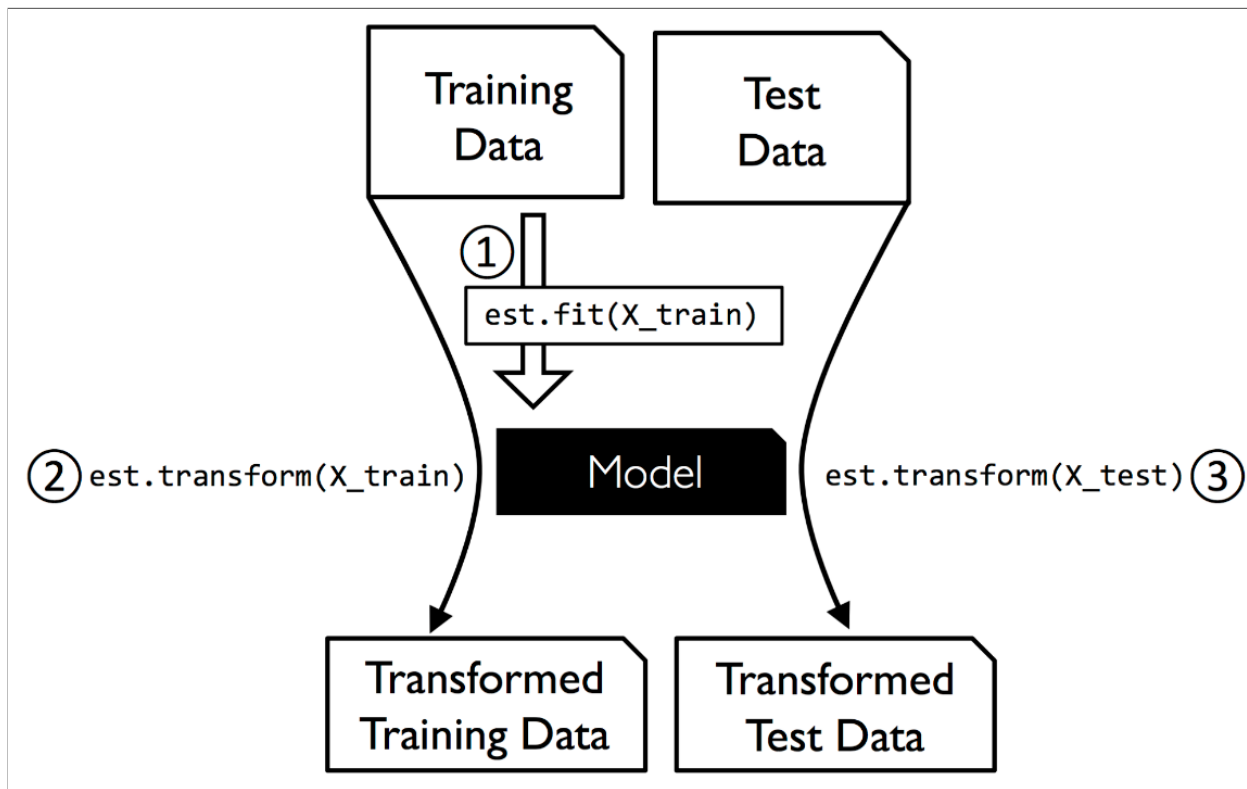 Training
Data
Test
Data
①
est.fit(X_train)
② est.transform(X_train)
Model
est.transform(X_test) ③
Transformed
Training Data
Transformed
Test Data